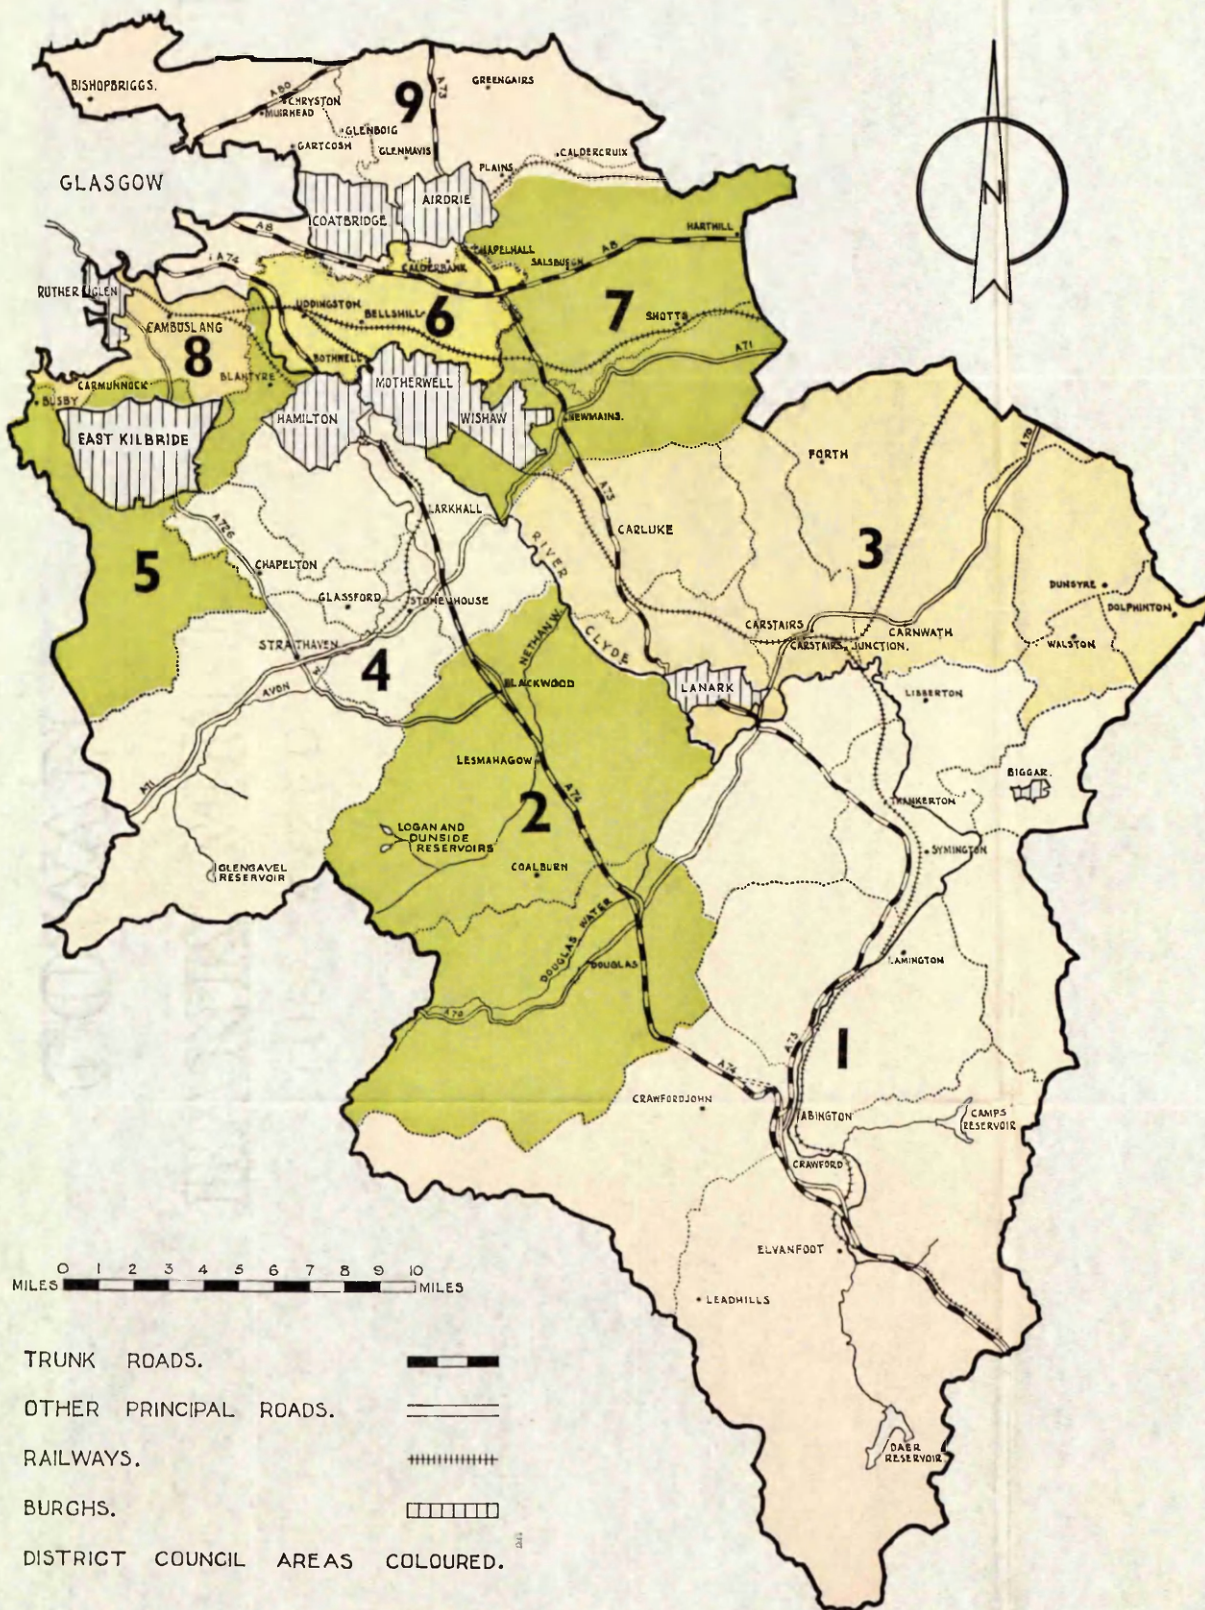 BISHOPBRIGGS.
A80
CHRYSTON
MUIRHEAD
9
A73
GREENGAIRS
GLENBOIG
GARTCOSH
GLENMAVIS
PLAINS
CALDERCRUIX
GLASGOW
COATBRIDGE
AIRDRIE
N
A8
A74
CHAPELHALL
CALDERBANK
SALSBURGH
A8
HARTHILL
RUTHERGLEN
CAMBUSLANG
UDDINGSTON
BELLSHILL
6
7
SHOTTS
A71
8
BOTHWELL
CARMUNNOCK
BUSBY
BLANTYRE
MOTHERWELL
HAMILTON
WISHAW
NEWMAINS.
EAST KILBRIDE
FORTH
A70
A73
LARKHALL
A726
CARLUKE
3
RIVER
CLYDE
5
CHAPELTON
GLASSFORD
STONEHOUSE
DUNSYRE
DOLPHINTON
CARSTAIRS
CARNWATH
CARSTAIRS JUNCTION.
WALSTON
STRATHAVEN
4
AVON
NETHAN W.
BLACKWOOD
LANARK
LIBBERTON
A71
LESMAHAGOW
A74
2
BIGGAR.
THANKERTON
LOGAN AND
DUNSIDE
RESERVOIRS
SYMINGTON
GLENGAVEL
RESERVOIR
COALBURN
DOUGLAS WATER
DOUGLAS
LAMINGTON
A70
A73
1
A74
CRAWFORDJOHN
ABINGTON
CAMPS
RESERVOIR
CRAWFORD
ELVANFOOT
LEADHILLS
DAER
RESERVOIR
0 1 2 3 4 5 6 7 8 9 10
MILES MILES
TRUNK ROADS.
OTHER PRINCIPAL ROADS.
RAILWAYS.
BURGHS.
DISTRICT COUNCIL AREAS COLOURED.